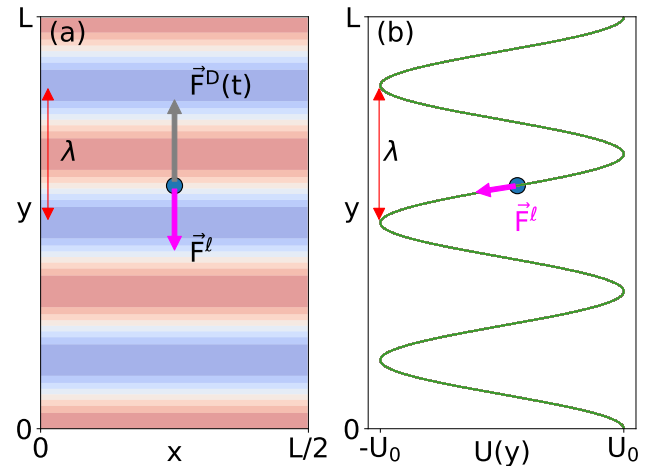 L
(a)
F⃗ᴰ(t)
λ
y
F⃗ˡ
0
0
x
L/2
L
(b)
λ
y
F⃗ˡ
0
-U₀
U(y)
U₀